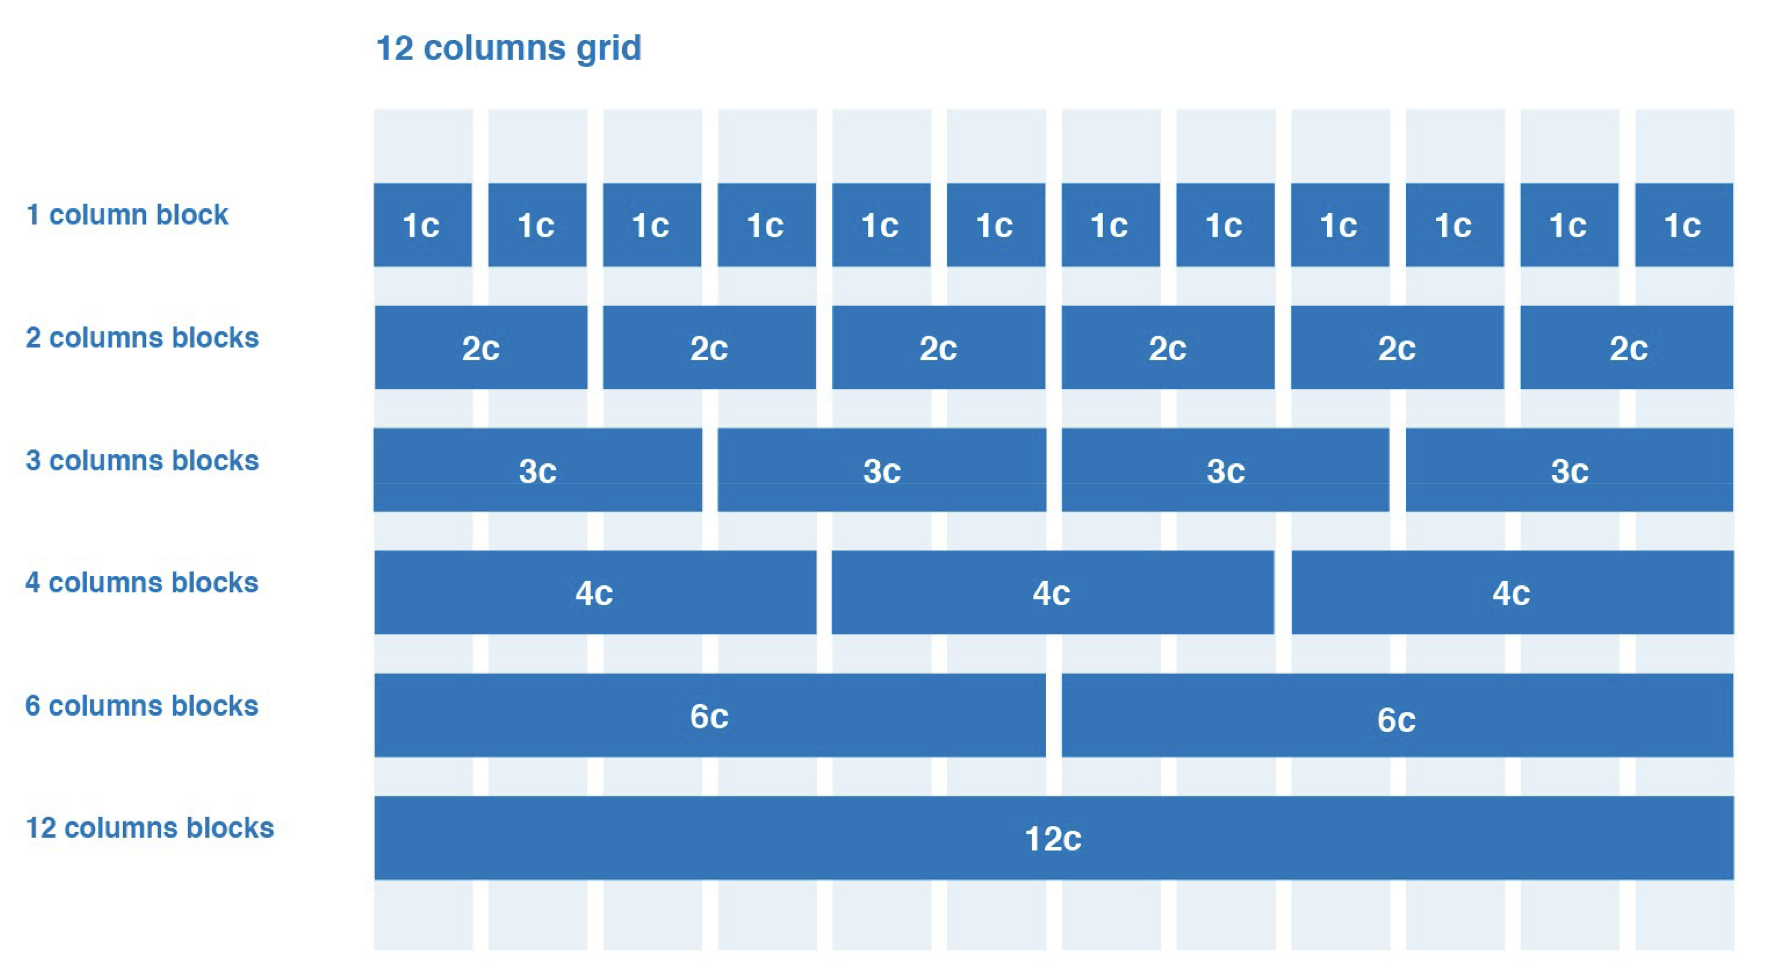 12 columns grid
1 column block
1c 1c 1c 1c 1c 1c 1c 1c 1c 1c 1c 1c
2 columns blocks
2c 2c 2c 2c 2c 2c
3 columns blocks
3c 3c 3c 3c
4 columns blocks
4c 4c 4c
6 columns blocks
6c 6c
12 columns blocks
12c